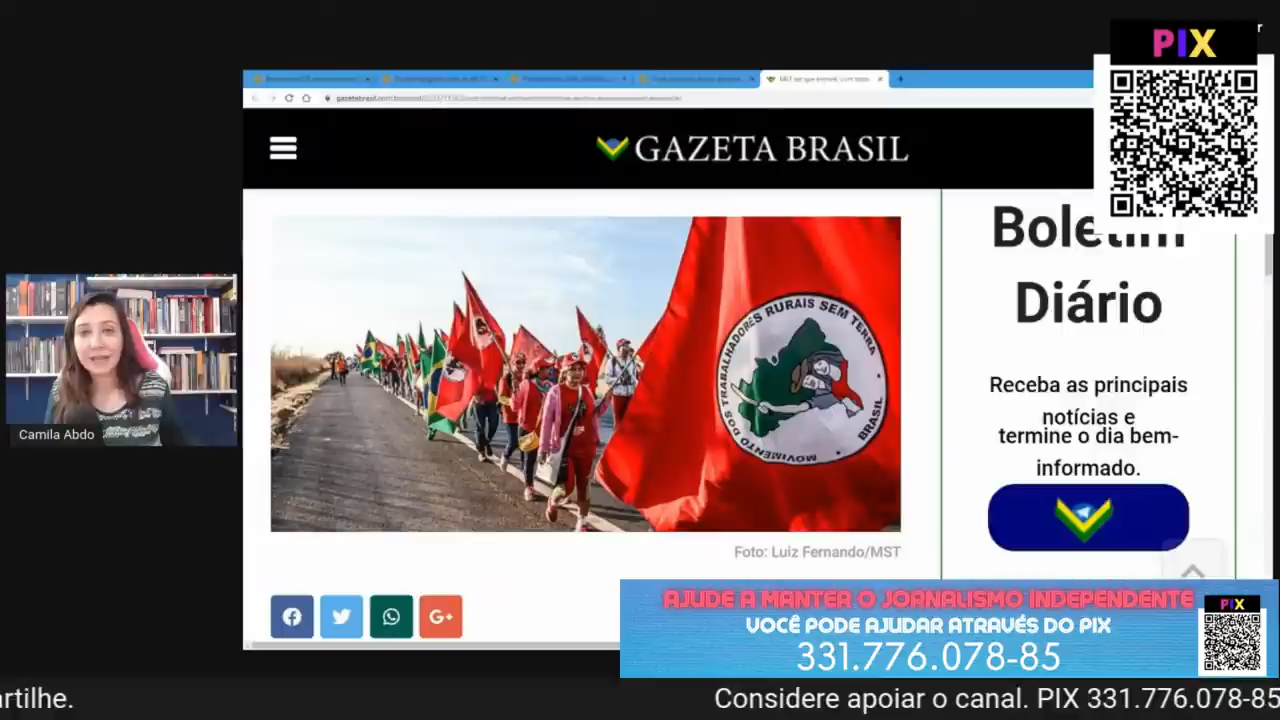 PIX
GAZETA BRASIL
Boletim
Diário
Receba as principais
notícias e
termine o dia bem-
informado.
MOVIMENTO DOS TRABALHADORES RURAIS SEM TERRA
BRASIL
Camila Abdo
Foto: Luiz Fernando/MST
G+
AJUDE A MANTER O JORNALISMO INDEPENDENTE
VOCÊ PODE AJUDAR ATRAVÉS DO PIX
331.776.078-85
PIX
artilhe.
Considere apoiar o canal. PIX 331.776.078-85